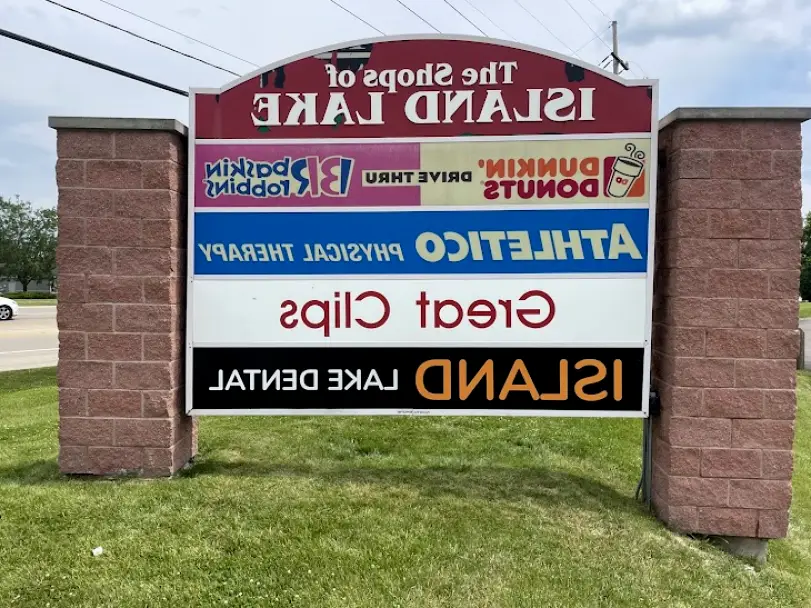 The Shops of
ISLAND LAKE
DUNKIN' DONUTS DRIVE THRU BR baskin robbins
ATHLETICO PHYSICAL THERAPY
Great Clips
ISLAND LAKE DENTAL